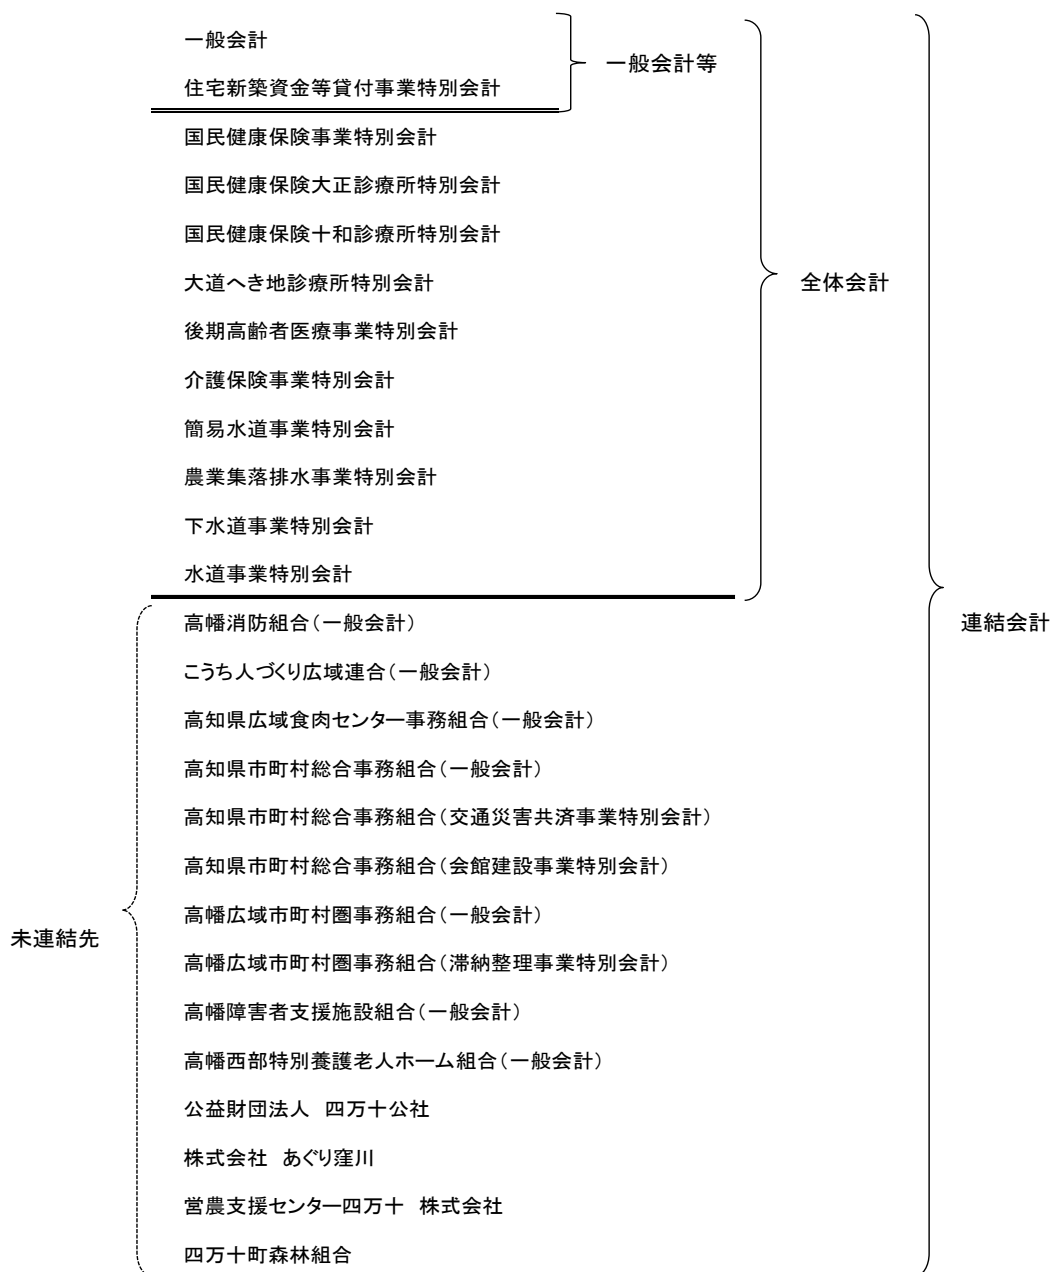 一般会計
一般会計等
住宅新築資金等貸付事業特別会計
国民健康保険事業特別会計
国民健康保険大正診療所特別会計
国民健康保険十和診療所特別会計
大道へき地診療所特別会計
全体会計
後期高齢者医療事業特別会計
介護保険事業特別会計
簡易水道事業特別会計
農業集落排水事業特別会計
下水道事業特別会計
水道事業特別会計
高幡消防組合（一般会計）
連結会計
こうち人づくり広域連合（一般会計）
高知県広域食肉センター事務組合（一般会計）
高知県市町村総合事務組合（一般会計）
高知県市町村総合事務組合（交通災害共済事業特別会計）
高知県市町村総合事務組合（会館建設事業特別会計）
高幡広域市町村圏事務組合（一般会計）
未連結先
高幡広域市町村圏事務組合（滞納整理事業特別会計）
高幡障害者支援施設組合（一般会計）
高幡西部特別養護老人ホーム組合（一般会計）
公益財団法人　四万十公社
株式会社　あぐり窪川
営農支援センター四万十　株式会社
四万十町森林組合